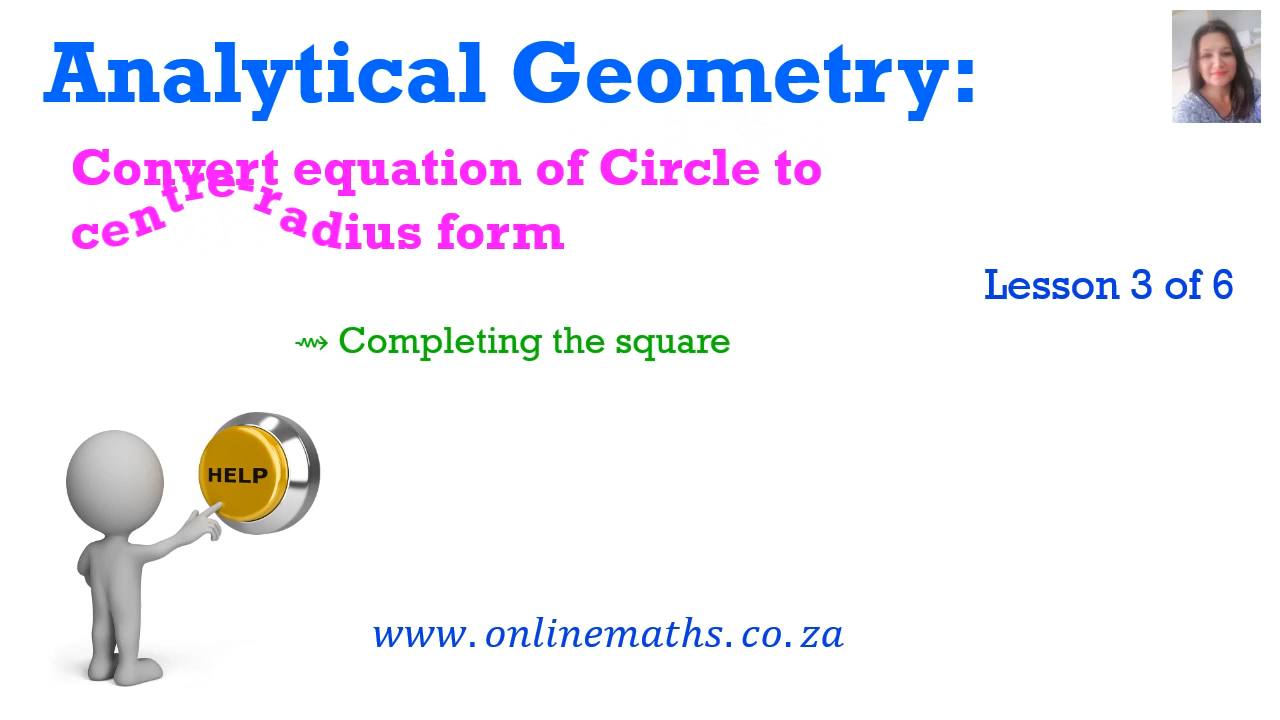 Analytical Geometry:
Convert equation of Circle to
centre-radius form
Lesson 3 of 6
⇝ Completing the square
HELP
www.onlinemaths.co.za